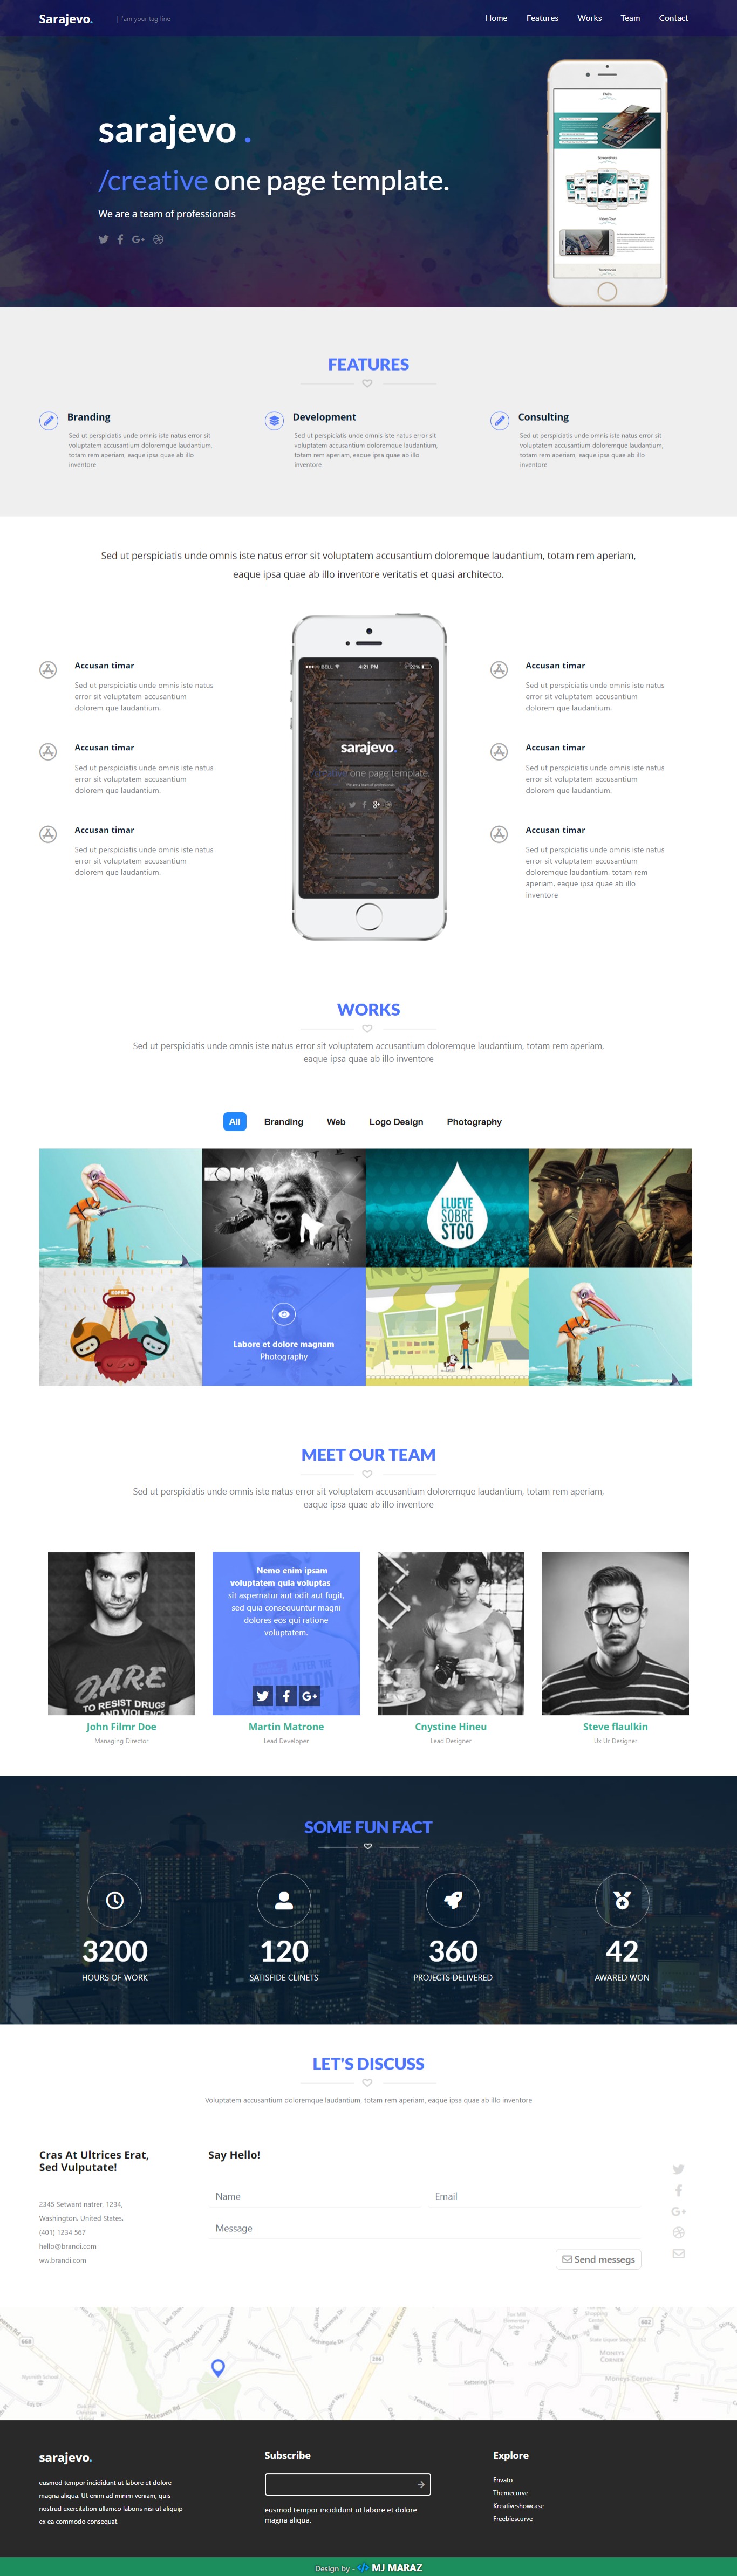 Sarajevo.
| I'am your tag line
Home Features Works Team Contact
sarajevo .
/creative one page template.
We are a team of professionals
FEATURES
Branding
Sed ut perspiciatis unde omnis iste natus error sit
voluptatem accusantium doloremque laudantium,
totam rem aperiam, eaque ipsa quae ab illo
inventore
Development
Sed ut perspiciatis unde omnis iste natus error sit
voluptatem accusantium doloremque laudantium,
totam rem aperiam, eaque ipsa quae ab illo
inventore
Consulting
Sed ut perspiciatis unde omnis iste natus error sit
voluptatem accusantium doloremque laudantium,
totam rem aperiam, eaque ipsa quae ab illo
inventore
Sed ut perspiciatis unde omnis iste natus error sit voluptatem accusantium doloremque laudantium, totam rem aperiam,
eaque ipsa quae ab illo inventore veritatis et quasi architecto.
Accusan timar
Sed ut perspiciatis unde omnis iste natus
error sit voluptatem accusantium
dolorem que laudantium.
Accusan timar
Sed ut perspiciatis unde omnis iste natus
error sit voluptatem accusantium
dolorem que laudantium.
Accusan timar
Sed ut perspiciatis unde omnis iste natus
error sit voluptatem accusantium
dolorem que laudantium.
BELL 4:21 PM 22%
sarajevo.
/creative one page template.
We are a team of professionals
Accusan timar
Sed ut perspiciatis unde omnis iste natus
error sit voluptatem accusantium
dolorem que laudantium.
Accusan timar
Sed ut perspiciatis unde omnis iste natus
error sit voluptatem accusantium
dolorem que laudantium.
Accusan timar
Sed ut perspiciatis unde omnis iste natus
error sit voluptatem accusantium
doloremque laudantium, totam rem
aperiam, eaque ipsa quae ab illo
inventore
WORKS
Sed ut perspiciatis unde omnis iste natus error sit voluptatem accusantium doloremque laudantium, totam rem aperiam,
eaque ipsa quae ab illo inventore
All Branding Web Logo Design Photography
KONG
LLUEVE
SOBRE
STGO
Labore et dolore magnam
Photography
MEET OUR TEAM
Sed ut perspiciatis unde omnis iste natus error sit voluptatem accusantium doloremque laudantium, totam rem aperiam,
eaque ipsa quae ab illo inventore
D.A.R.E.
TO RESIST DRUGS
AND VIOLENCE
John Filmr Doe
Managing Director
Nemo enim ipsam
voluptatem quia voluptas
sit aspernatur aut odit aut fugit,
sed quia consequuntur magni
dolores eos qui ratione
voluptatem.
Martin Matrone
Lead Developer
Cnystine Hineu
Lead Designer
Steve flaulkin
Ux Ur Designer
SOME FUN FACT
3200
HOURS OF WORK
120
SATISFIDE CLINETS
360
PROJECTS DELIVERED
42
AWARED WON
LET'S DISCUSS
Voluptatem accusantium doloremque laudantium, totam rem aperiam, eaque ipsa quae ab illo inventore
Cras At Ultrices Erat,
Sed Vulputate!
2345 Setwant natrer, 1234,
Washington. United States.
(401) 1234 567
hello@brandi.com
ww.brandi.com
Say Hello!
Name
Email
Message
Send messegs
sarajevo.
eusmod tempor incididunt ut labore et dolore
magna aliqua. Ut enim ad minim veniam, quis
nostrud exercitation ullamco laboris nisi ut aliquip
ex ea commodo consequat.
Subscribe
eusmod tempor incididunt ut labore et dolore
magna aliqua.
Explore
Envato
Themecurve
Kreativeshowcase
Freebiescurve
Design by - </> MJ MARAZ